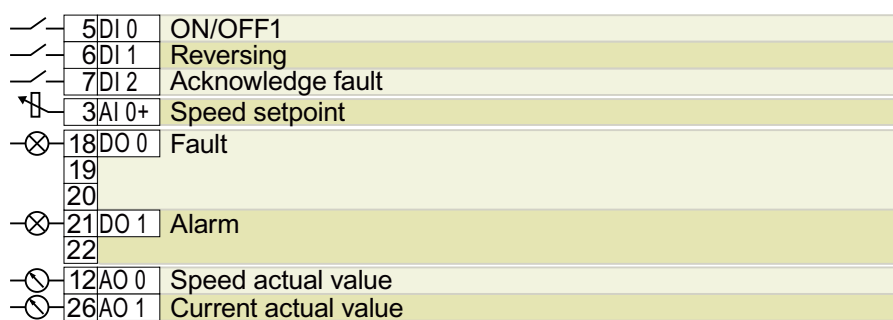 5 DI 0 ON/OFF1
6 DI 1 Reversing
7 DI 2 Acknowledge fault
3 AI 0+ Speed setpoint
18 DO 0 Fault
19
20
21 DO 1 Alarm
22
12 AO 0 Speed actual value
26 AO 1 Current actual value